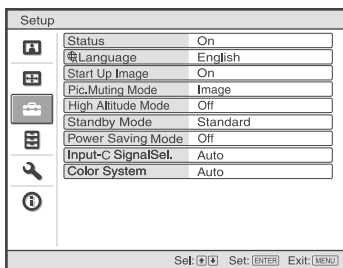 Setup
Status On
Language English
Start Up Image On
Pic.Muting Mode Image
High Altitude Mode Off
Standby Mode Standard
Power Saving Mode Off
Input-C SignalSel. Auto
Color System Auto
Sel: Set: ENTER Exit: MENU